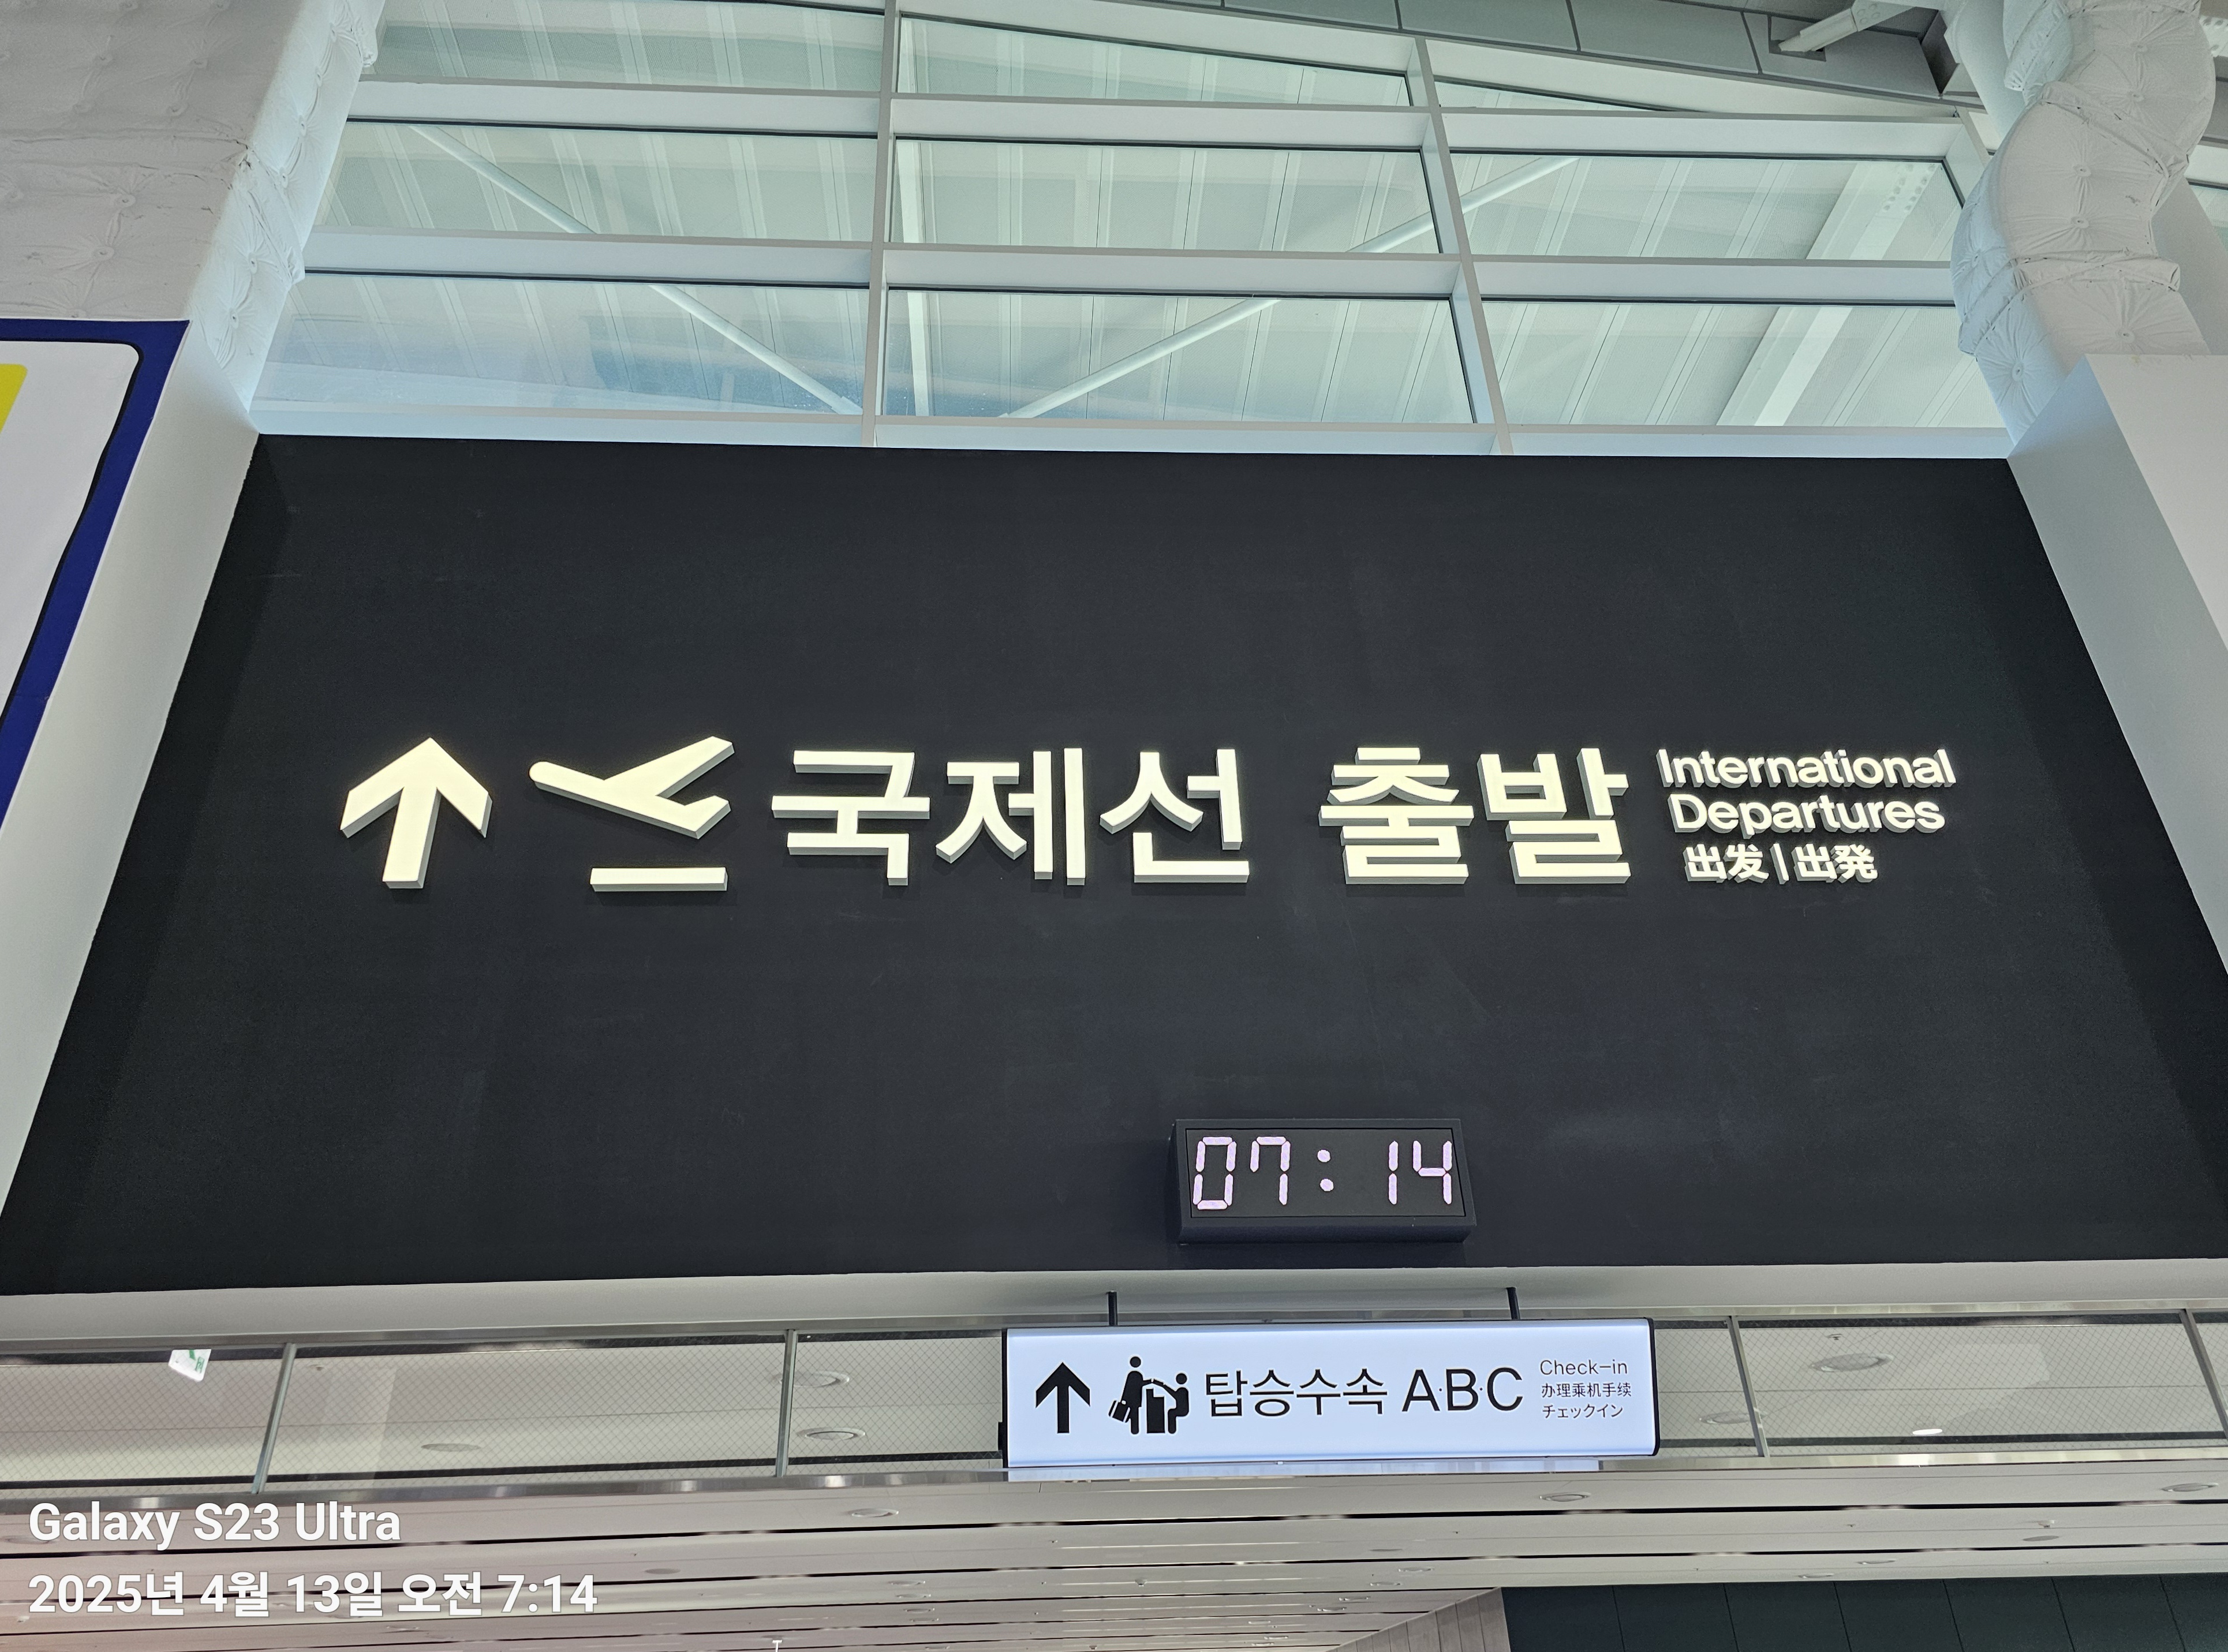 국제선 출발
International
Departures
出发 | 出発
07:14
탑승수속 A·B·C
Check-in
办理乘机手续
チェックイン
Galaxy S23 Ultra
2025년 4월 13일 오전 7:14